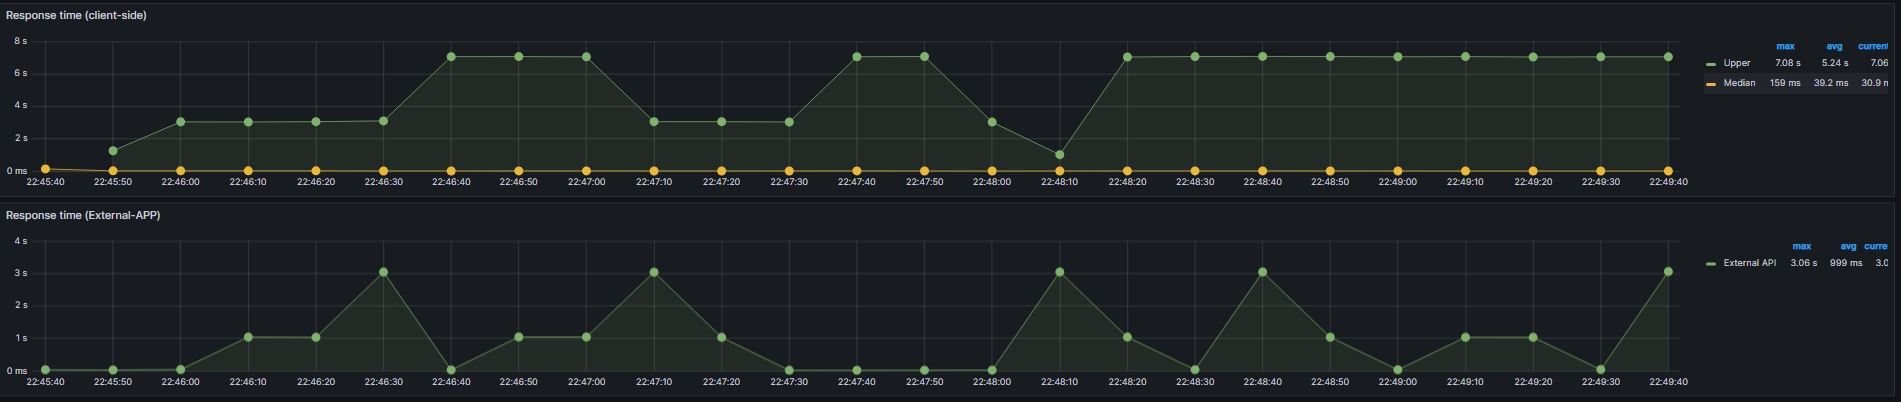 Response time (client-side)
8 s
6 s
4 s
2 s
0 ms
22:45:40 22:45:50 22:46:00 22:46:10 22:46:20 22:46:30 22:46:40 22:46:50 22:47:00 22:47:10 22:47:20 22:47:30 22:47:40 22:47:50 22:48:00 22:48:10 22:48:20 22:48:30 22:48:40 22:48:50 22:49:00 22:49:10 22:49:20 22:49:30 22:49:40
max avg current
Upper 7.08 s 5.24 s 7.06
Median 159 ms 39.2 ms 30.9 m
Response time (External-APP)
4 s
3 s
2 s
1 s
0 ms
22:45:40 22:45:50 22:46:00 22:46:10 22:46:20 22:46:30 22:46:40 22:46:50 22:47:00 22:47:10 22:47:20 22:47:30 22:47:40 22:47:50 22:48:00 22:48:10 22:48:20 22:48:30 22:48:40 22:48:50 22:49:00 22:49:10 22:49:20 22:49:30 22:49:40
max avg curre
External API 3.06 s 999 ms 3.0